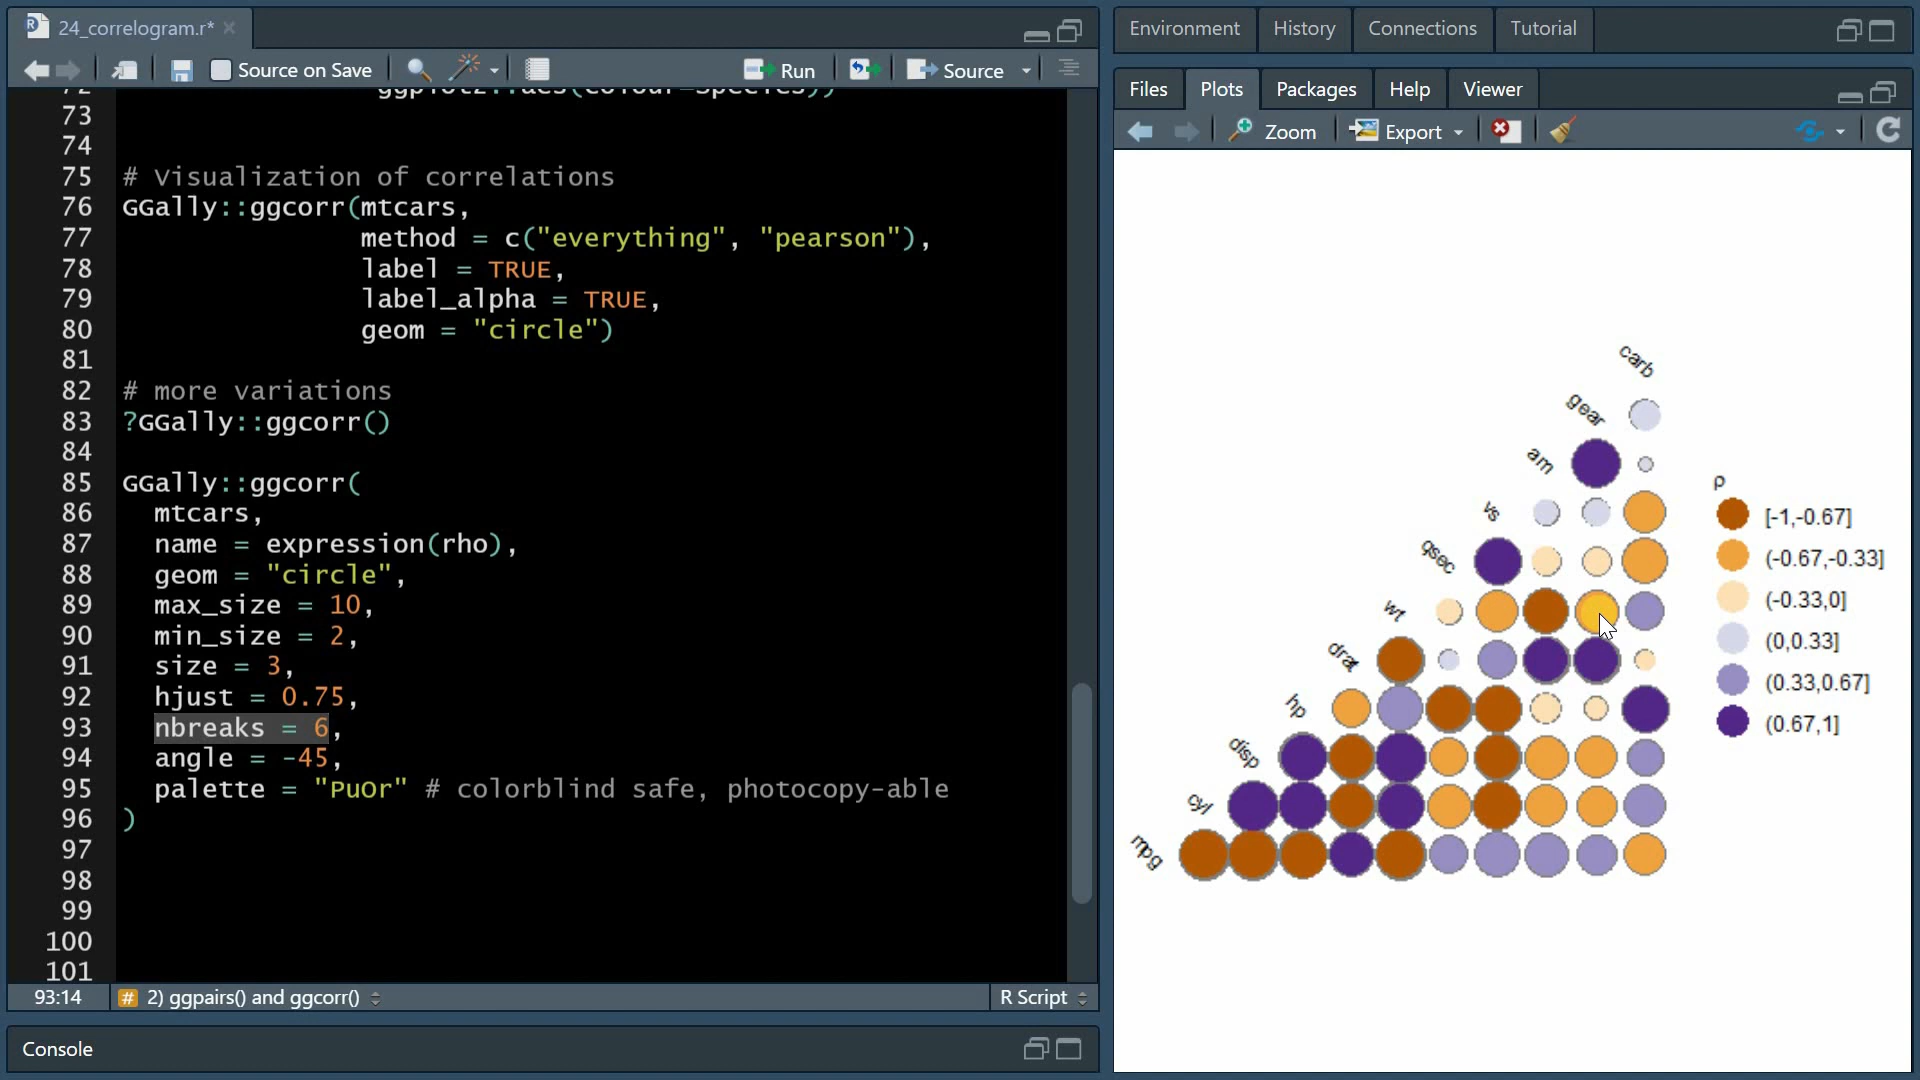 24_correlogram.r*
Source on Save
Run
Source
72 ggplot2::aes(colour=Species))
73
74
75 # Visualization of correlations
76 GGally::ggcorr(mtcars,
77 method = c("everything", "pearson"),
78 label = TRUE,
79 label_alpha = TRUE,
80 geom = "circle")
81
82 # more variations
83 ?GGally::ggcorr()
84
85 GGally::ggcorr(
86 mtcars,
87 name = expression(rho),
88 geom = "circle",
89 max_size = 10,
90 min_size = 2,
91 size = 3,
92 hjust = 0.75,
93 nbreaks = 6,
94 angle = -45,
95 palette = "PuOr" # colorblind safe, photocopy-able
96 )
97
98
99
100
101
93:14
# 2) ggpairs() and ggcorr()
R Script
Console
Environment
History
Connections
Tutorial
Files
Plots
Packages
Help
Viewer
Zoom
Export
carb
gear
am
vs
qsec
wt
drat
hp
disp
cyl
mpg
ρ
[-1,-0.67]
(-0.67,-0.33]
(-0.33,0]
(0,0.33]
(0.33,0.67]
(0.67,1]